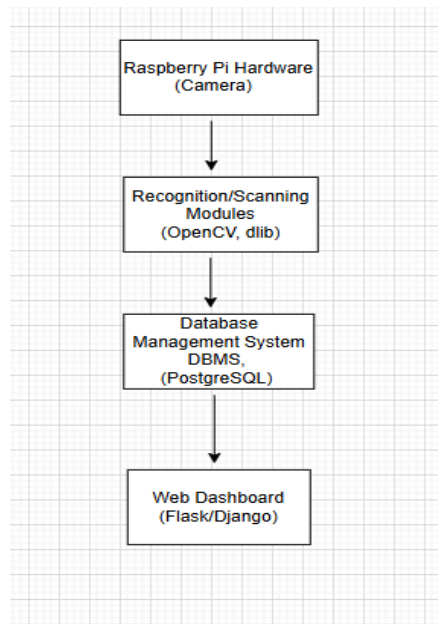 Raspberry Pi Hardware
(Camera)
Recognition/Scanning
Modules
(OpenCV, dlib)
Database
Management System
DBMS,
(PostgreSQL)
Web Dashboard
(Flask/Django)